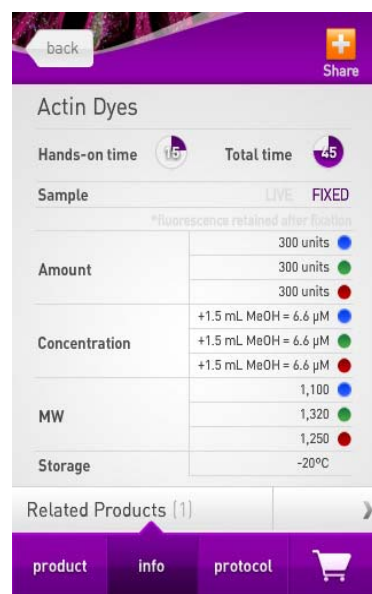 back
Share
Actin Dyes
Hands-on time 15 Total time 45
Sample LIVE FIXED
*fluorescence retained after fixation
300 units
Amount 300 units
300 units
+1.5 mL MeOH = 6.6 µM
Concentration +1.5 mL MeOH = 6.6 µM
+1.5 mL MeOH = 6.6 µM
1,100
MW 1,320
1,250
Storage -20ºC
Related Products (1)
product info protocol